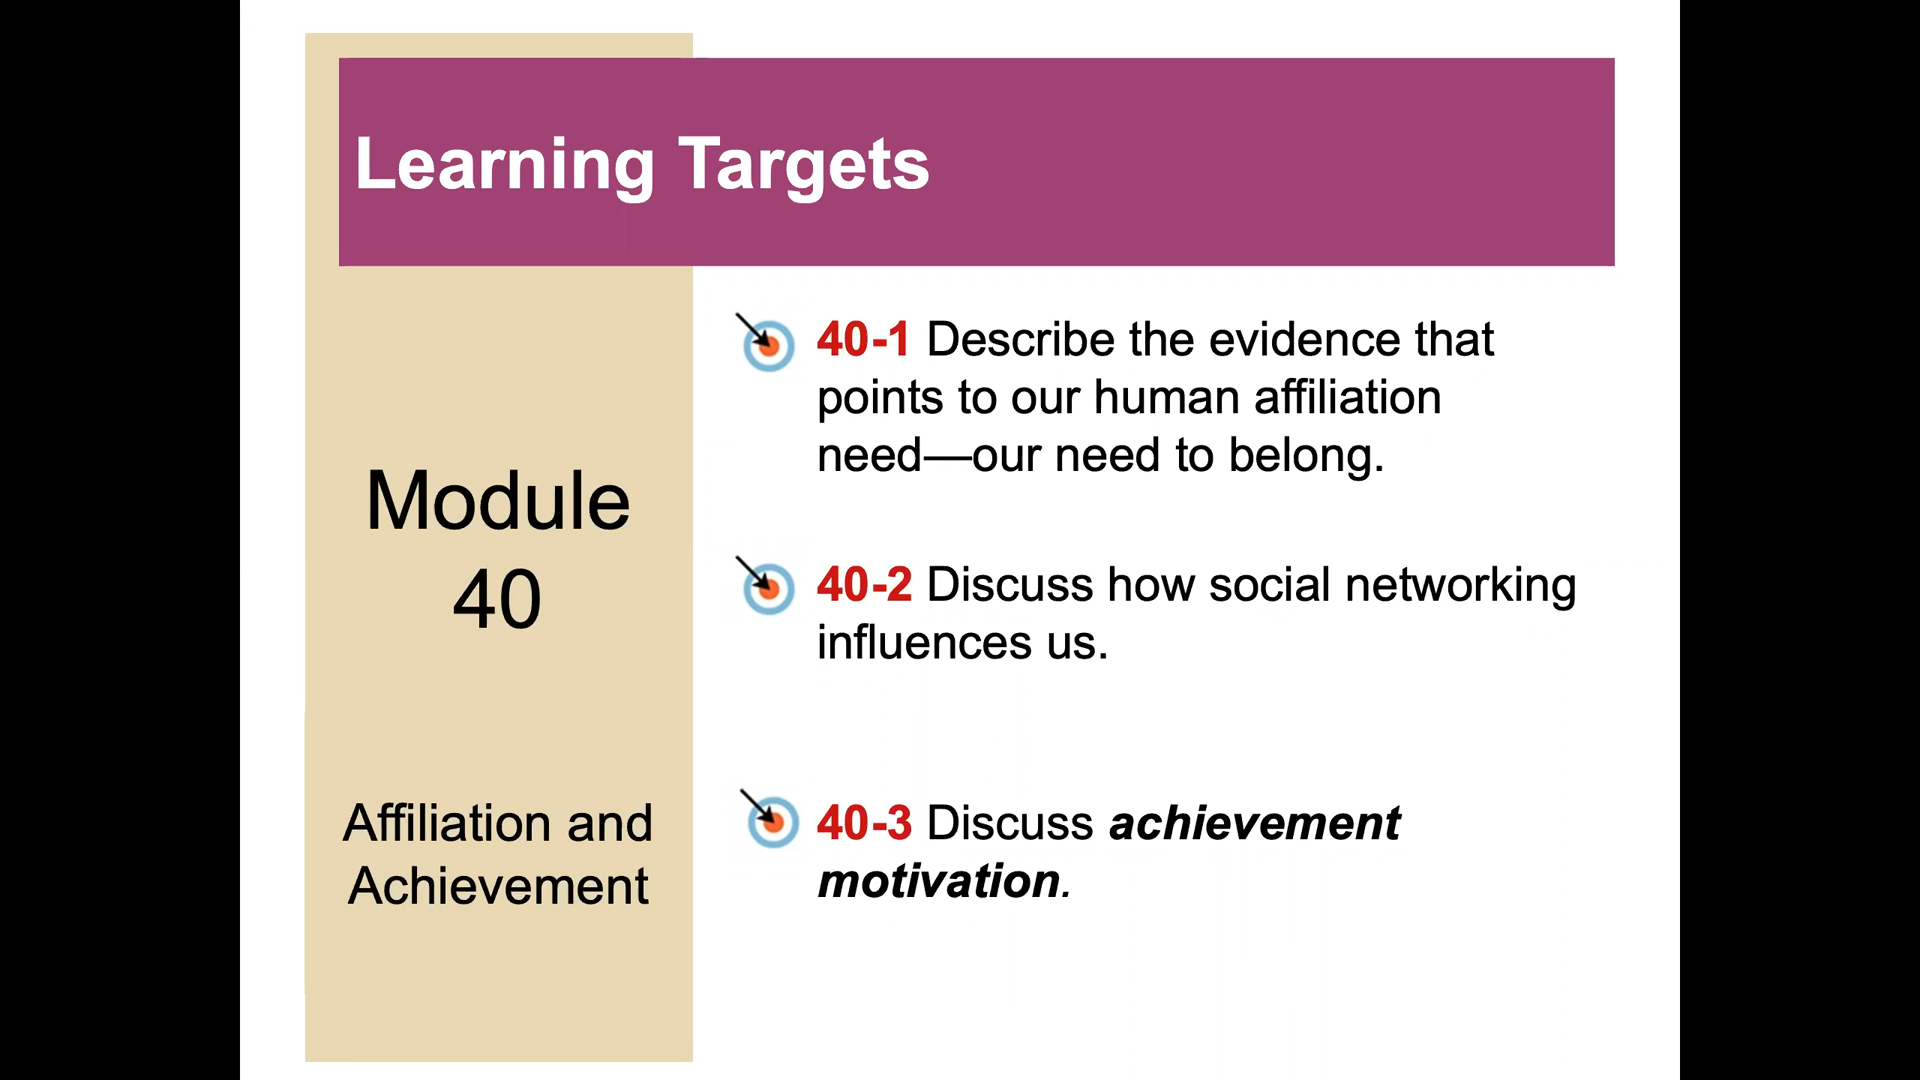 Learning Targets
Module
40
Affiliation and
Achievement
40-1 Describe the evidence that
points to our human affiliation
need—our need to belong.
40-2 Discuss how social networking
influences us.
40-3 Discuss achievement
motivation.